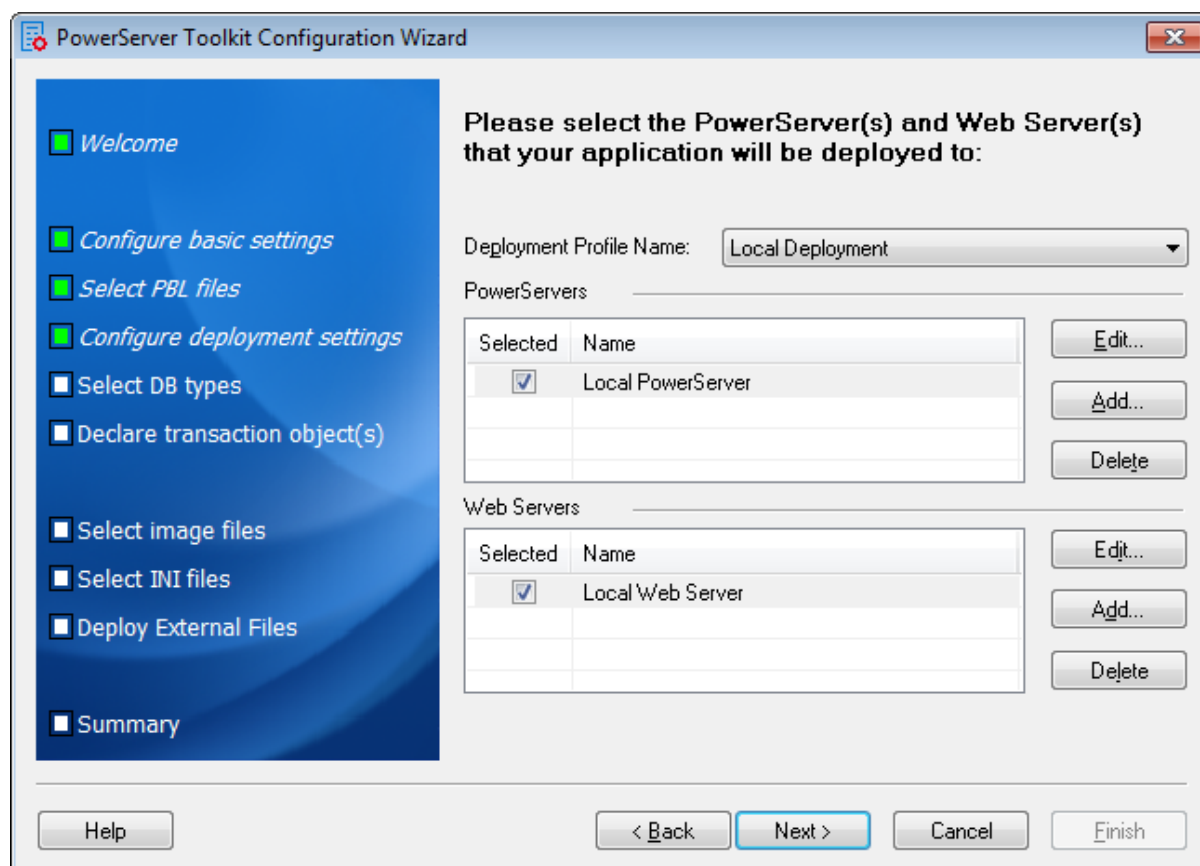 PowerServer Toolkit Configuration Wizard
Welcome
Configure basic settings
Select PBL files
Configure deployment settings
Select DB types
Declare transaction object(s)
Select image files
Select INI files
Deploy External Files
Summary
Please select the PowerServer(s) and Web Server(s)
that your application will be deployed to:
Deployment Profile Name: Local Deployment
PowerServers
Selected Name
Local PowerServer
Edit...
Add...
Delete
Web Servers
Selected Name
Local Web Server
Edit...
Add...
Delete
Help
< Back
Next >
Cancel
Finish